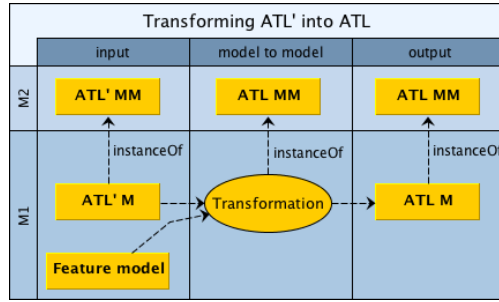 Transforming ATL' into ATL
input
model to model
output
M2
ATL' MM
ATL MM
ATL MM
instanceOf
instanceOf
instanceOf
M1
ATL' M
Transformation
ATL M
Feature model